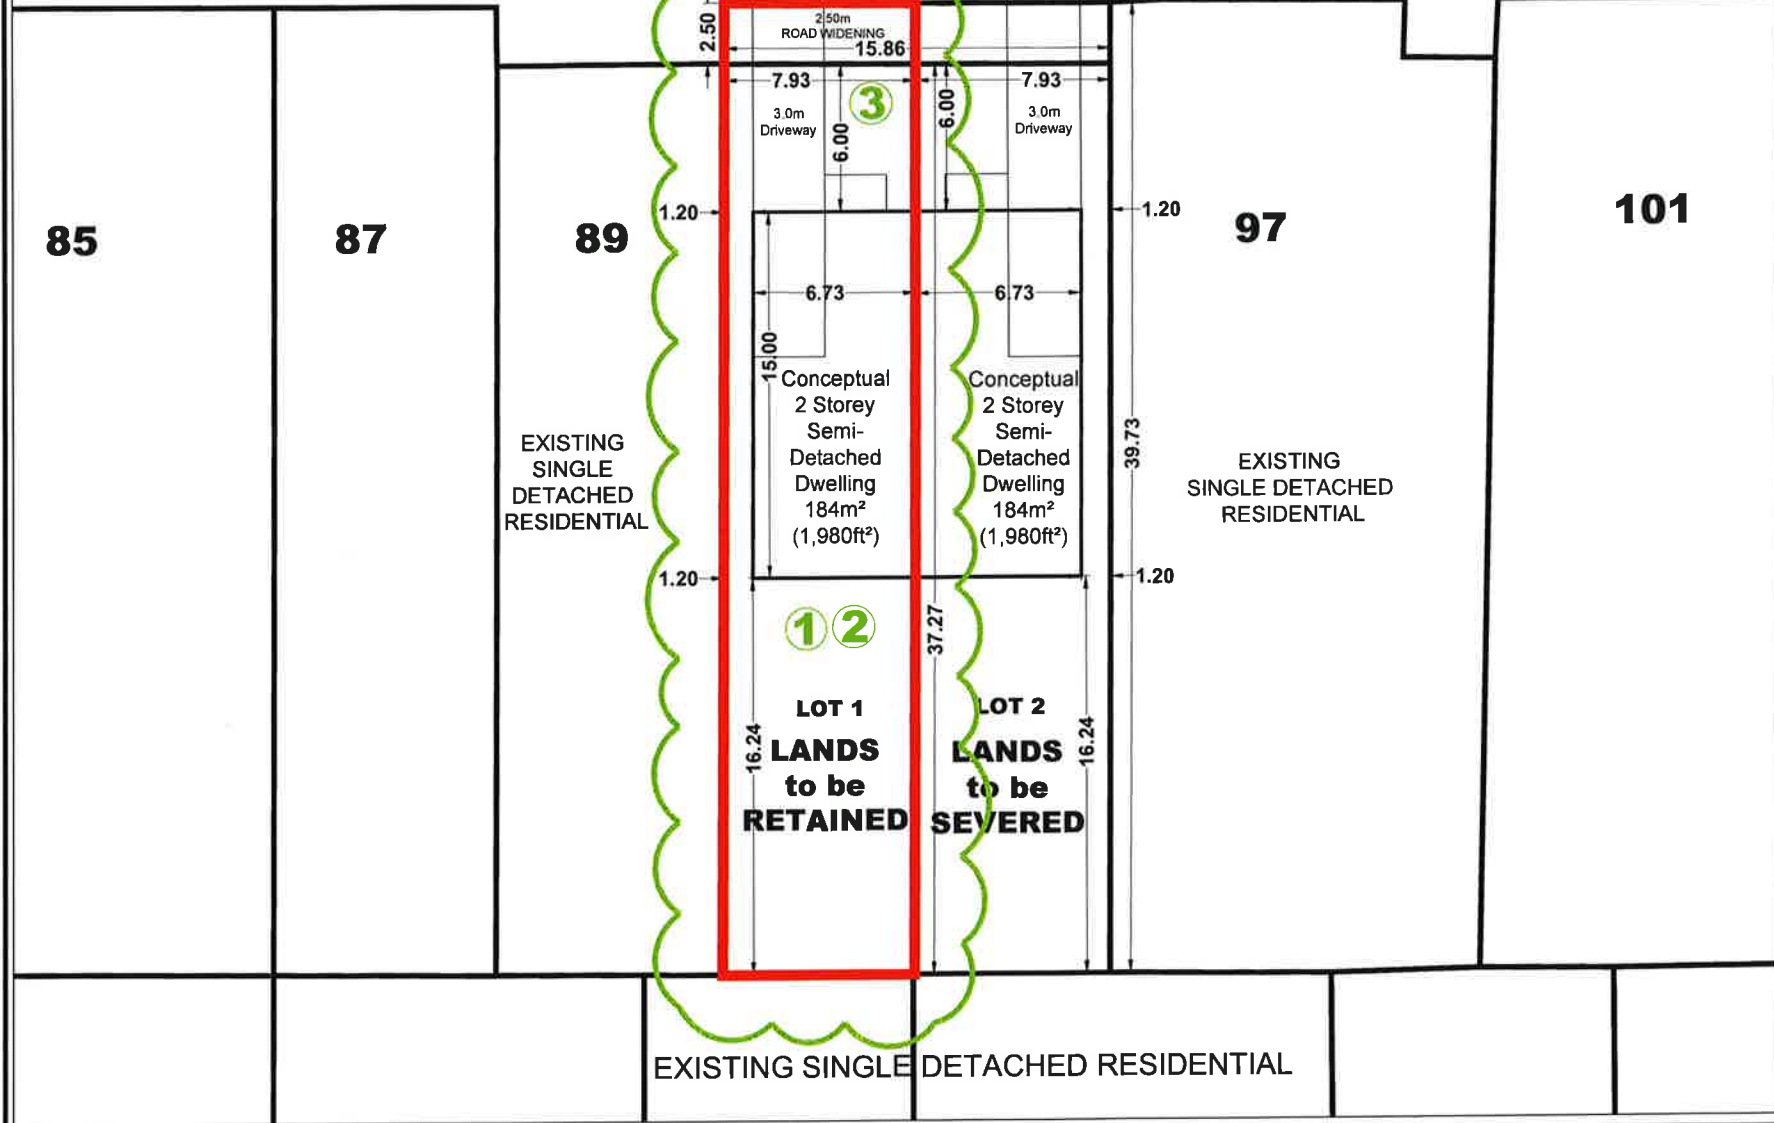 2.50
2.50m
ROAD WIDENING
15.86
7.93
7.93
3
3.0m
Driveway
6.00
6.00
3.0m
Driveway
1.20
1.20
85
87
89
97
101
6.73
6.73
15.00
Conceptual
2 Storey
Semi-
Detached
Dwelling
184m²
(1,980ft²)
Conceptual
2 Storey
Semi-
Detached
Dwelling
184m²
(1,980ft²)
39.73
EXISTING
SINGLE
DETACHED
RESIDENTIAL
EXISTING
SINGLE DETACHED
RESIDENTIAL
1.20
1.20
1 2
37.27
LOT 1
LANDS
to be
RETAINED
16.24
LOT 2
LANDS
to be
SEVERED
16.24
EXISTING SINGLE DETACHED RESIDENTIAL